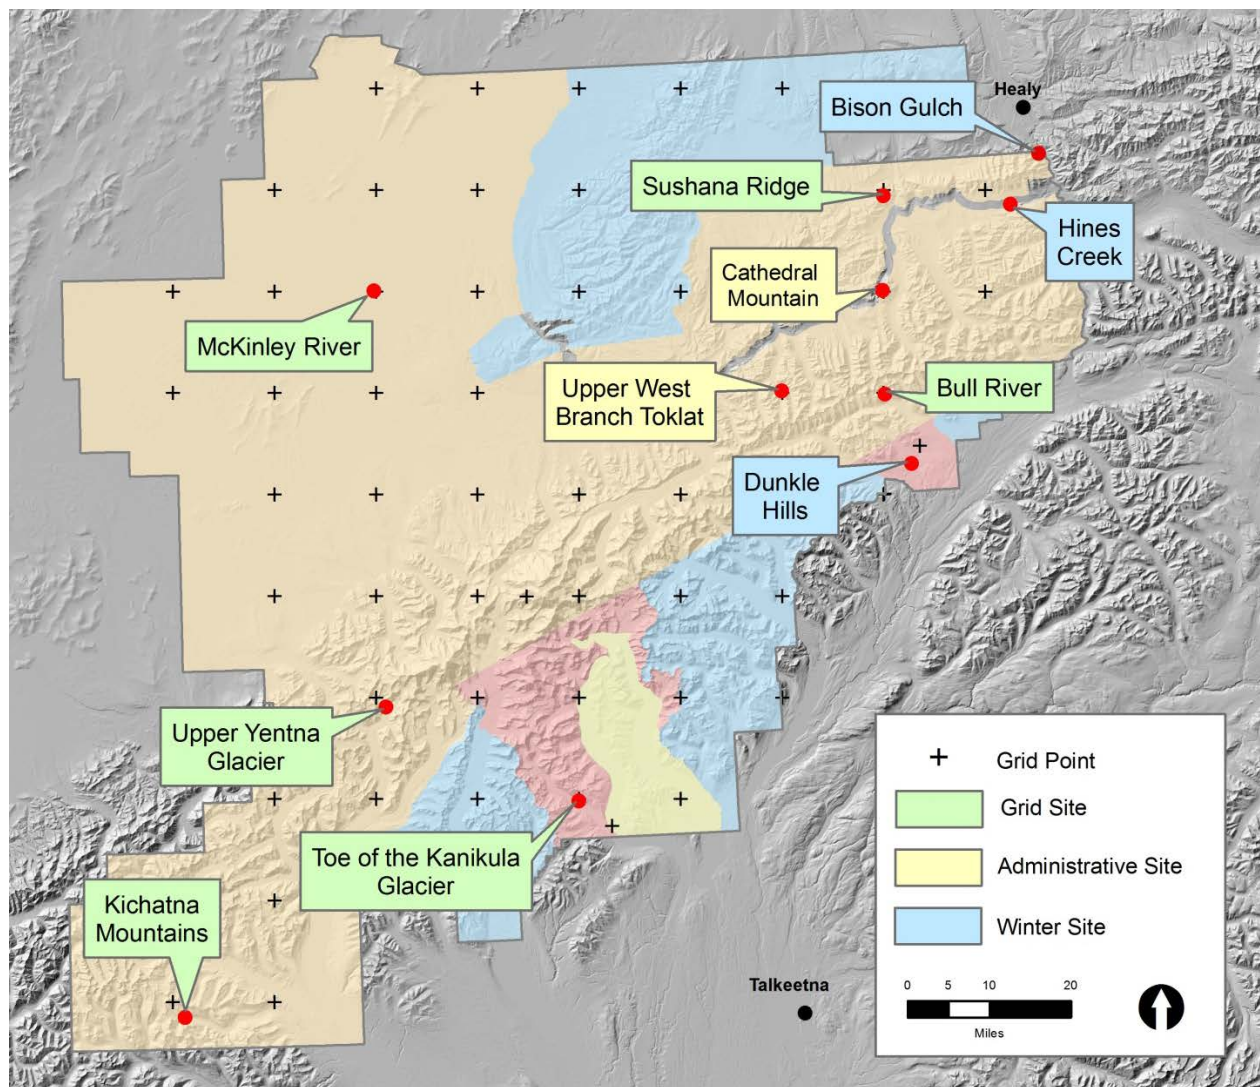 Healy
Bison Gulch
Sushana Ridge
Hines
Creek
Cathedral
Mountain
McKinley River
Upper West
Branch Toklat
Bull River
Dunkle
Hills
Upper Yentna
Glacier
Toe of the Kanikula
Glacier
Kichatna
Mountains
Talkeetna
Grid Point
Grid Site
Administrative Site
Winter Site
0 5 10 20
Miles